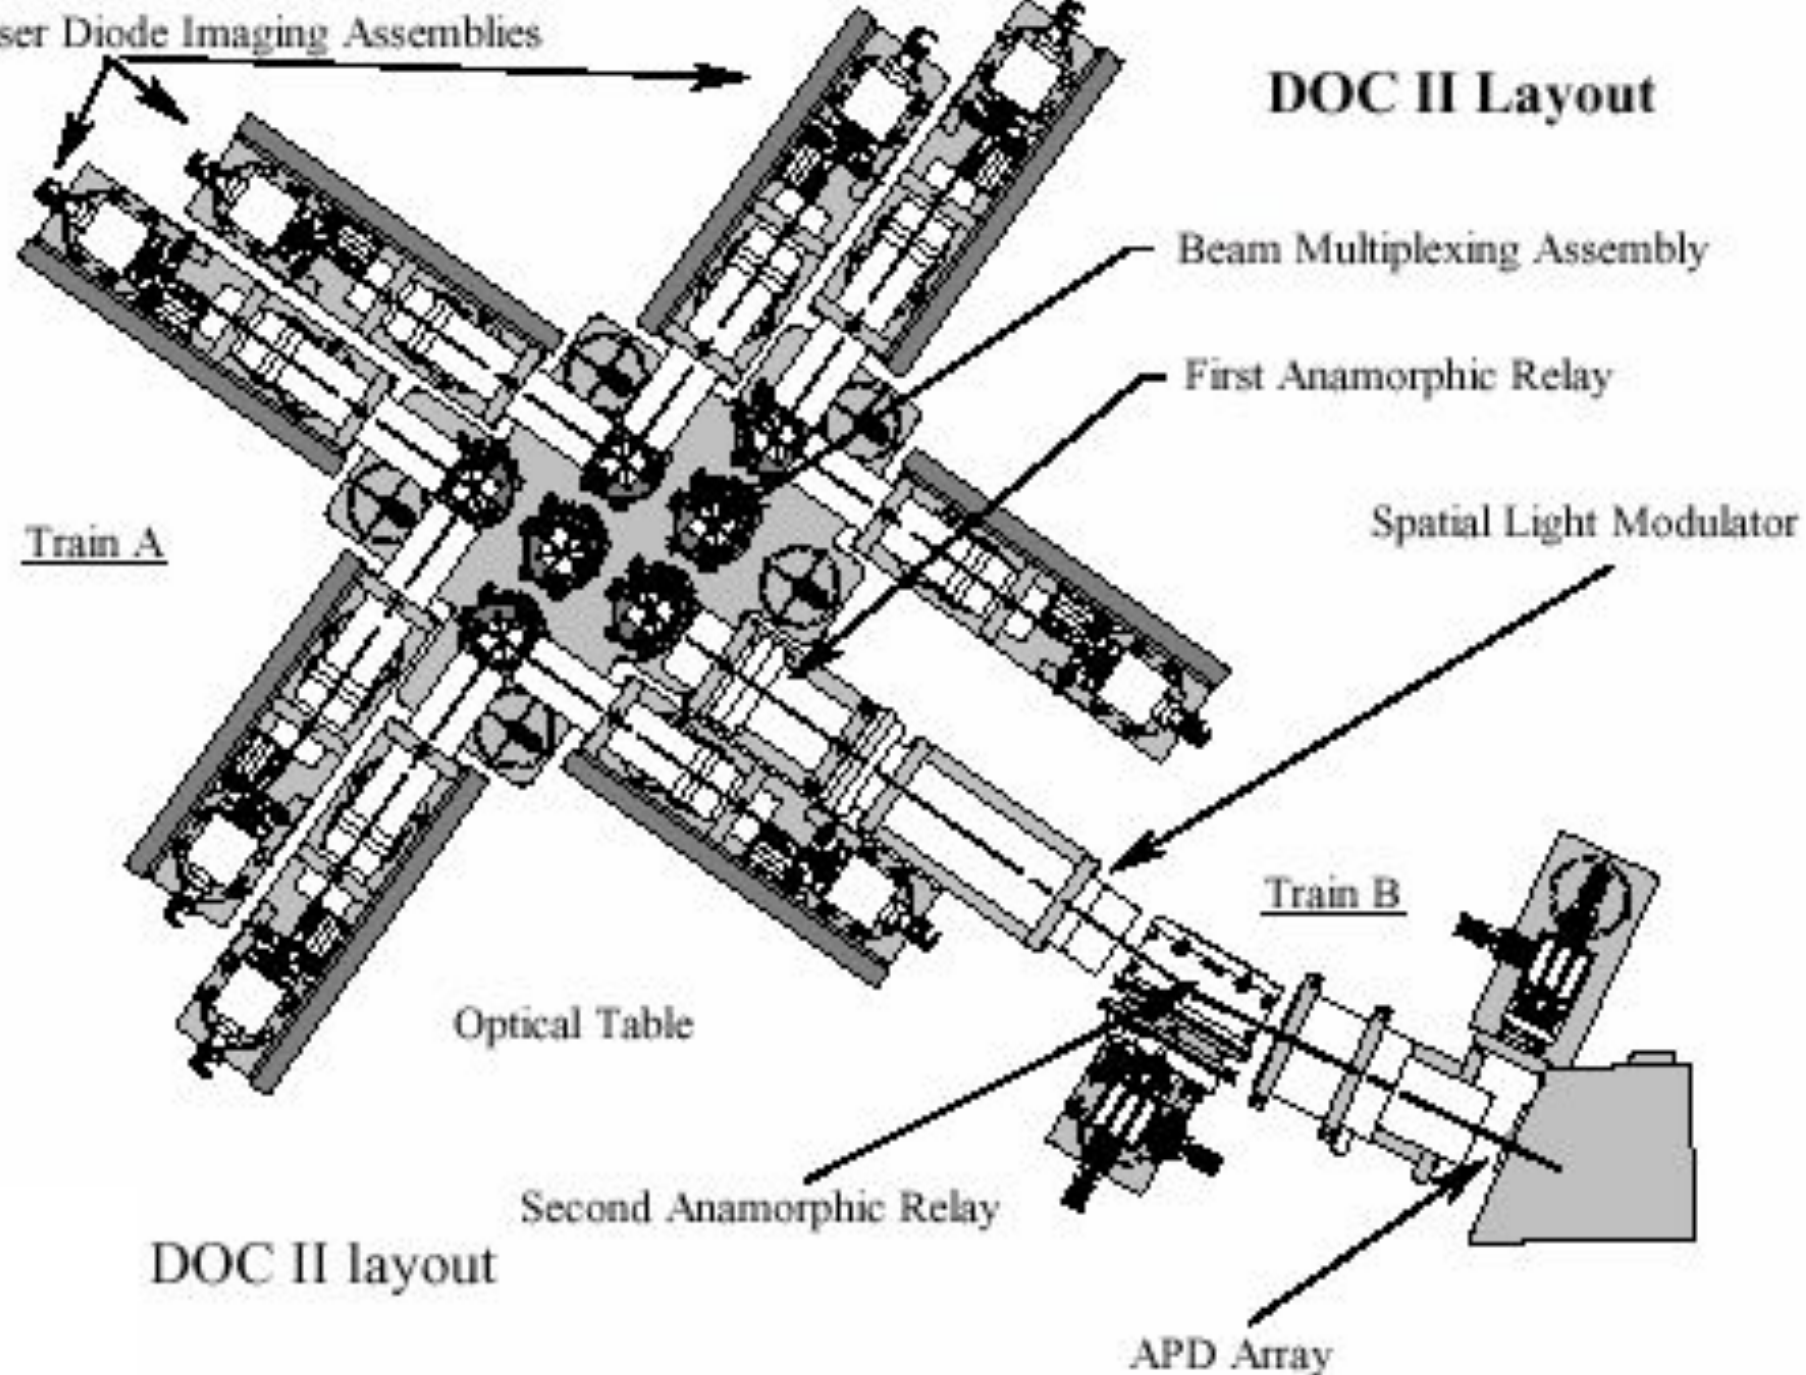 ser Diode Imaging Assemblies
DOC II Layout
Beam Multiplexing Assembly
First Anamorphic Relay
Spatial Light Modulator
Train A
Train B
Optical Table
Second Anamorphic Relay
DOC II layout
APD Array